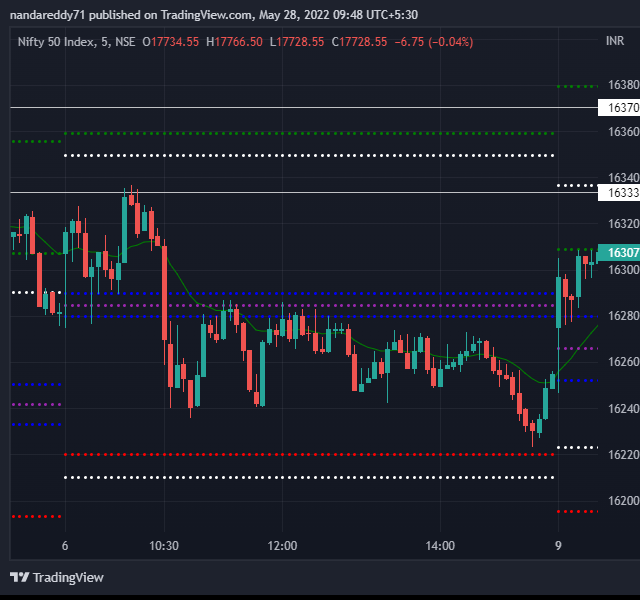 nandareddy71 published on TradingView.com, May 28, 2022 09:48 UTC+5:30
Nifty 50 Index, 5, NSE O17734.55 H17766.50 L17728.55 C17728.55 −6.75 (−0.04%)
INR
16380
16370
16360
16340
16333
16320
16307
16300
16280
16260
16240
16220
16200
6 10:30 12:00 14:00 9
TradingView